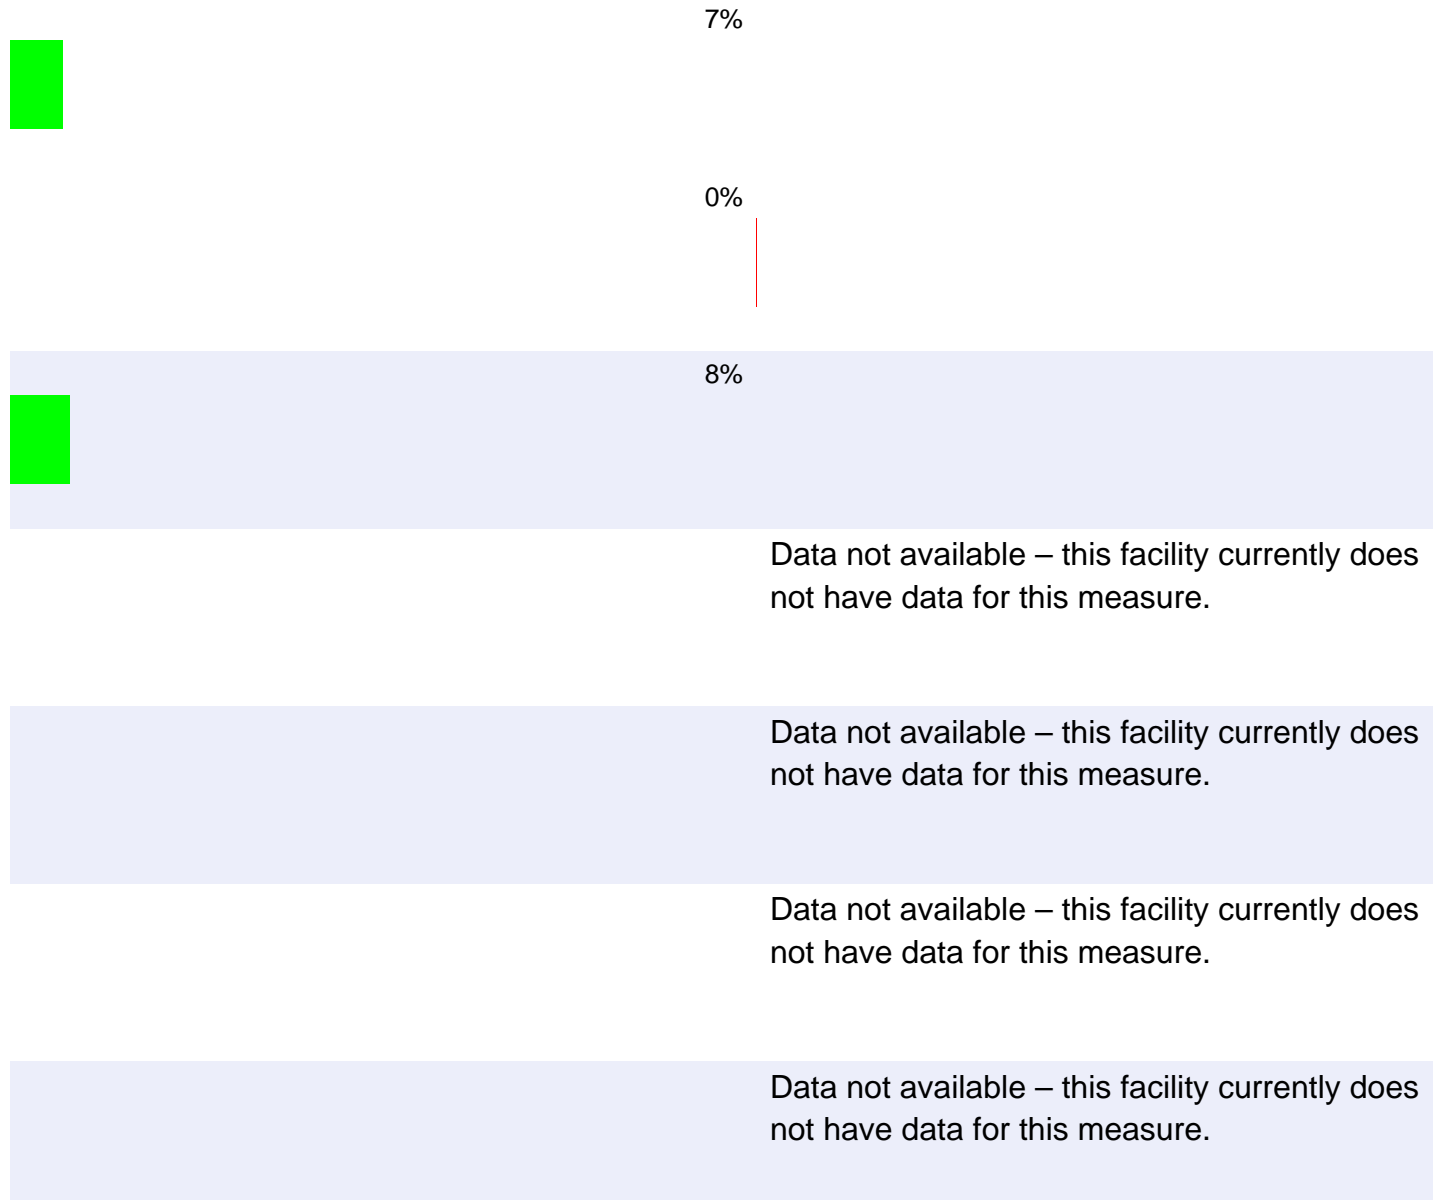 7%
0%
8%
Data not available – this facility currently does
not have data for this measure.
Data not available – this facility currently does
not have data for this measure.
Data not available – this facility currently does
not have data for this measure.
Data not available – this facility currently does
not have data for this measure.